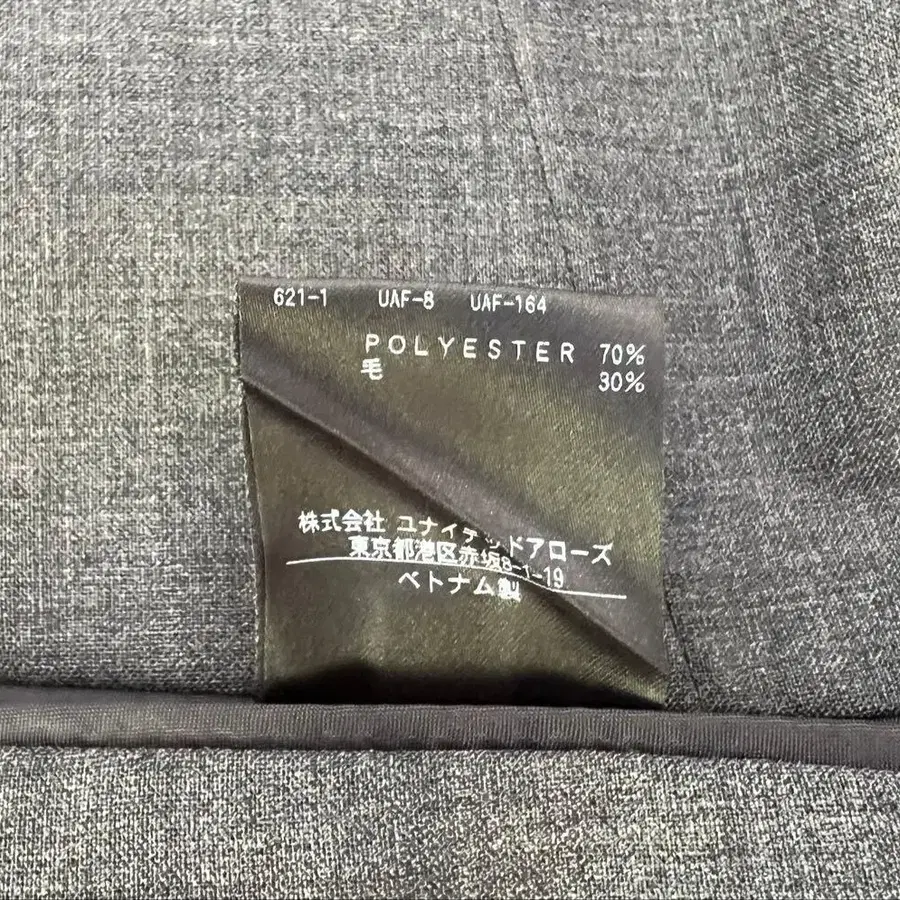 621-1 UAF-8 UAF-164
POLYESTER 70%
毛 30%
株式会社 ユナイテッドアローズ
東京都港区赤坂8-1-19
ベトナム製